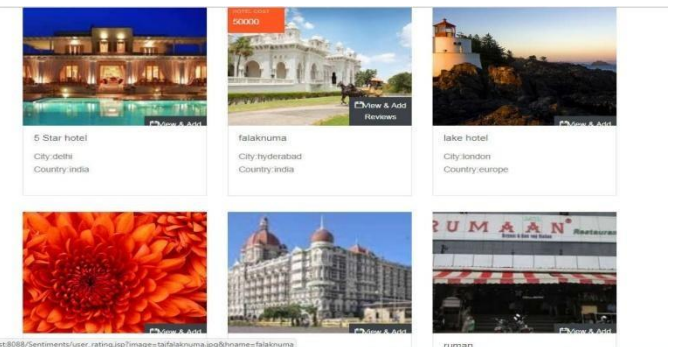 HOTEL COST
50000
View & Add
View & Add
Reviews
View & Add
5 Star hotel
falaknuma
lake hotel
City:delhi
City:hyderabad
City:london
Country:india
Country:india
Country:europe
RUMAAN
Restaurant
View & Add
View & Add
View & Add
st:8088/Sentiments/user_rating.jsp?image=tajfalaknuma.jpg&hname=falaknuma
ruman